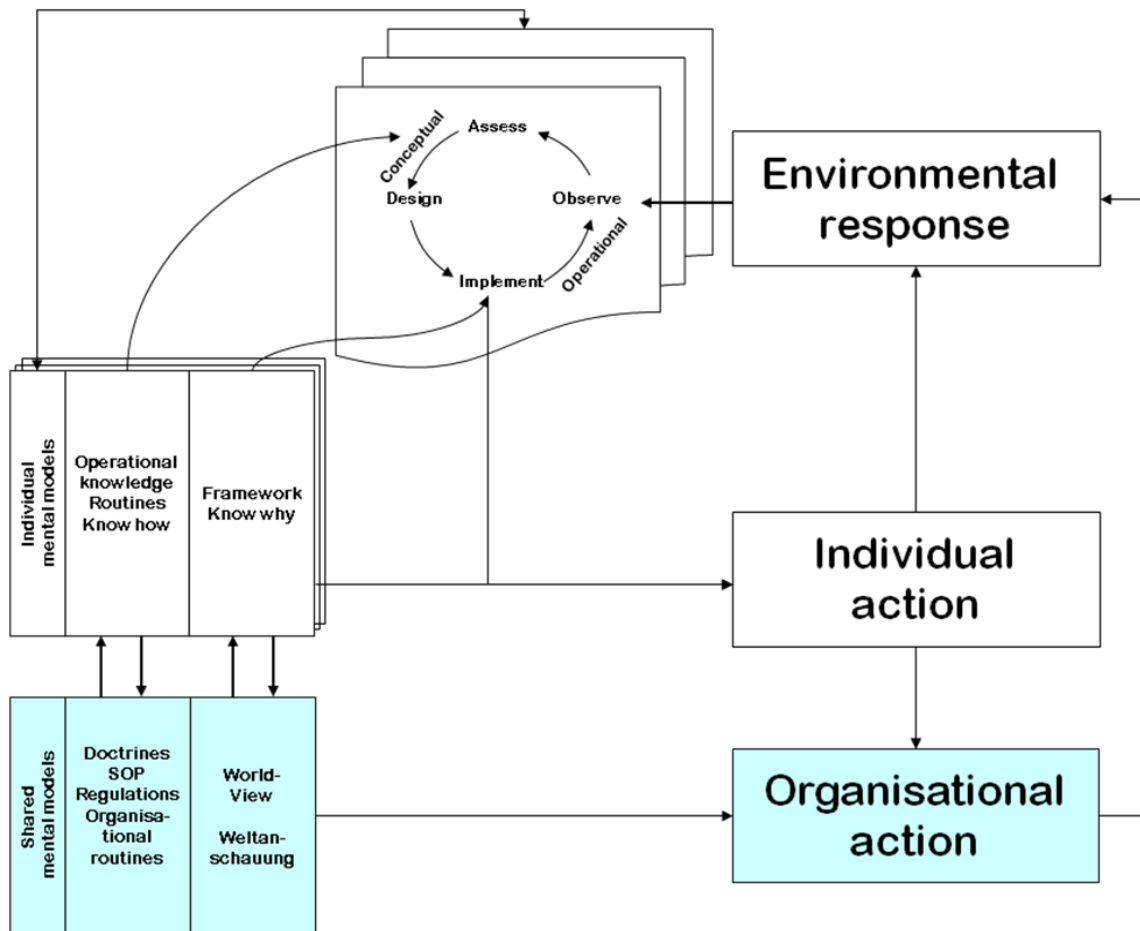 Assess
Conceptual
Design
Observe
Implement
Operational
Environmental
response
Individual
mental models
Operational
knowledge
Routines
Know how
Framework
Know why
Individual
action
Shared
mental models
Doctrines
SOP
Regulations
Organisa-
tional
routines
World-
View
Weltan-
schauung
Organisational
action